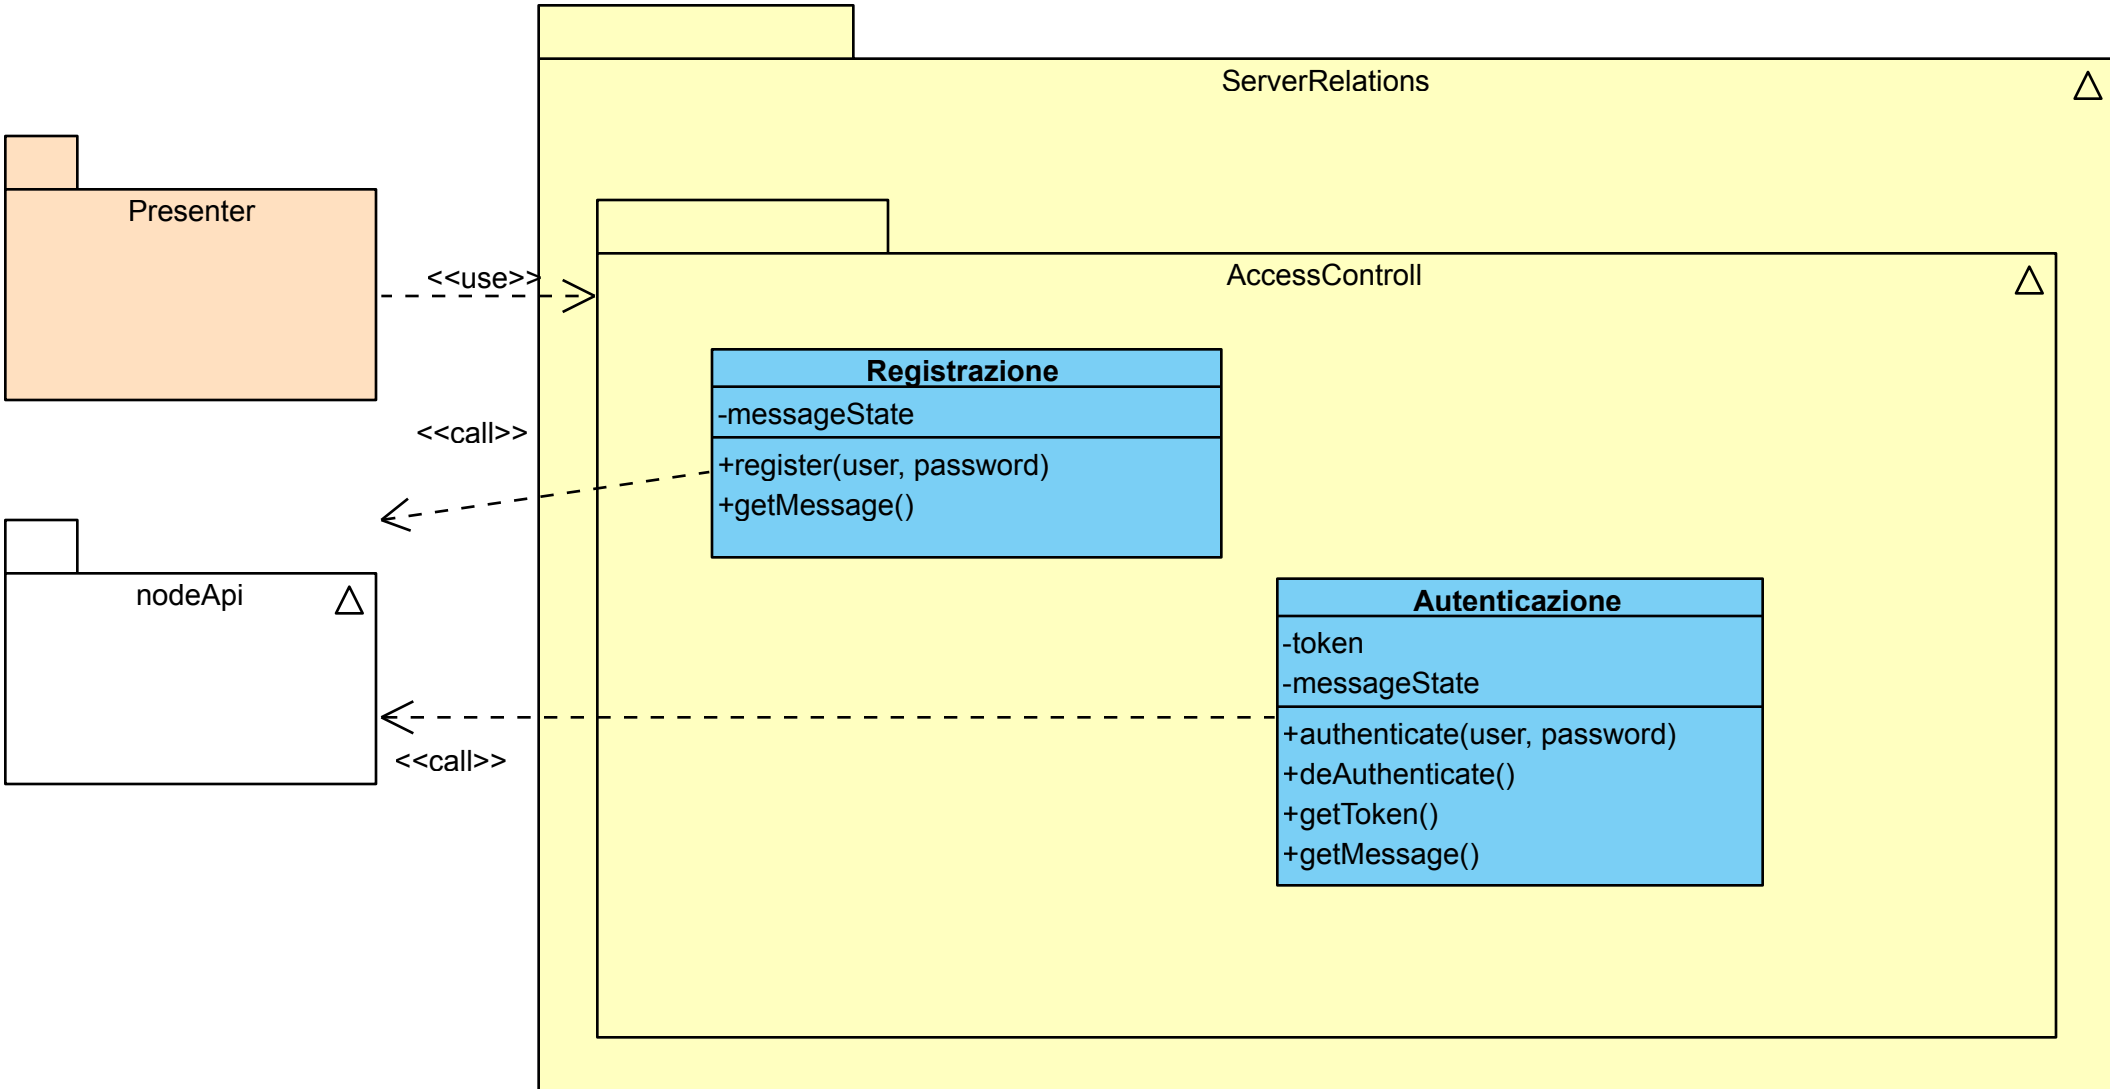 ServerRelations
Presenter
<<use>>
AccessControll
Registrazione
-messageState
+register(user, password)
+getMessage()
<<call>>
nodeApi
Autenticazione
-token
-messageState
+authenticate(user, password)
+deAuthenticate()
+getToken()
+getMessage()
<<call>>